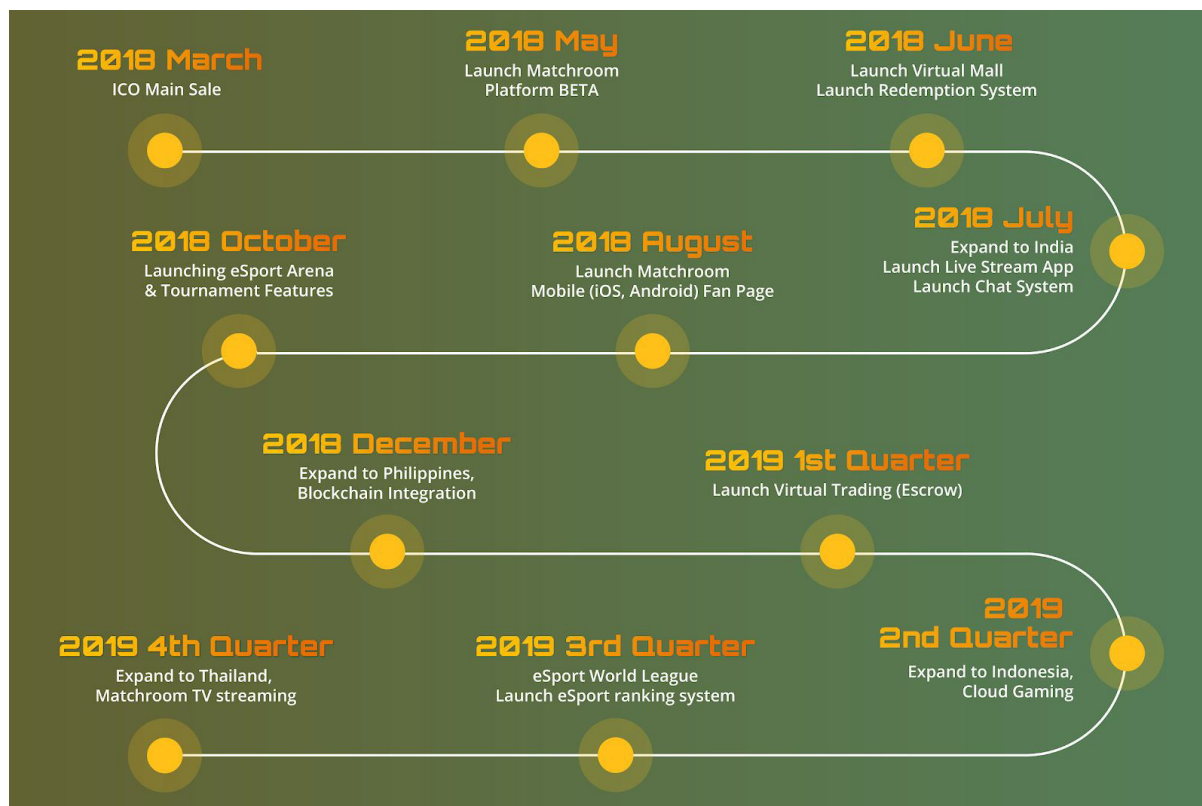 2018 March
ICO Main Sale
2018 May
Launch Matchroom
Platform BETA
2018 June
Launch Virtual Mall
Launch Redemption System
2018 July
Expand to India
Launch Live Stream App
Launch Chat System
2018 August
Launch Matchroom
Mobile (iOS, Android) Fan Page
2018 October
Launching eSport Arena
& Tournament Features
2018 December
Expand to Philippines,
Blockchain Integration
2019 1st Quarter
Launch Virtual Trading (Escrow)
2019
2nd Quarter
Expand to Indonesia,
Cloud Gaming
2019 3rd Quarter
eSport World League
Launch eSport ranking system
2019 4th Quarter
Expand to Thailand,
Matchroom TV streaming